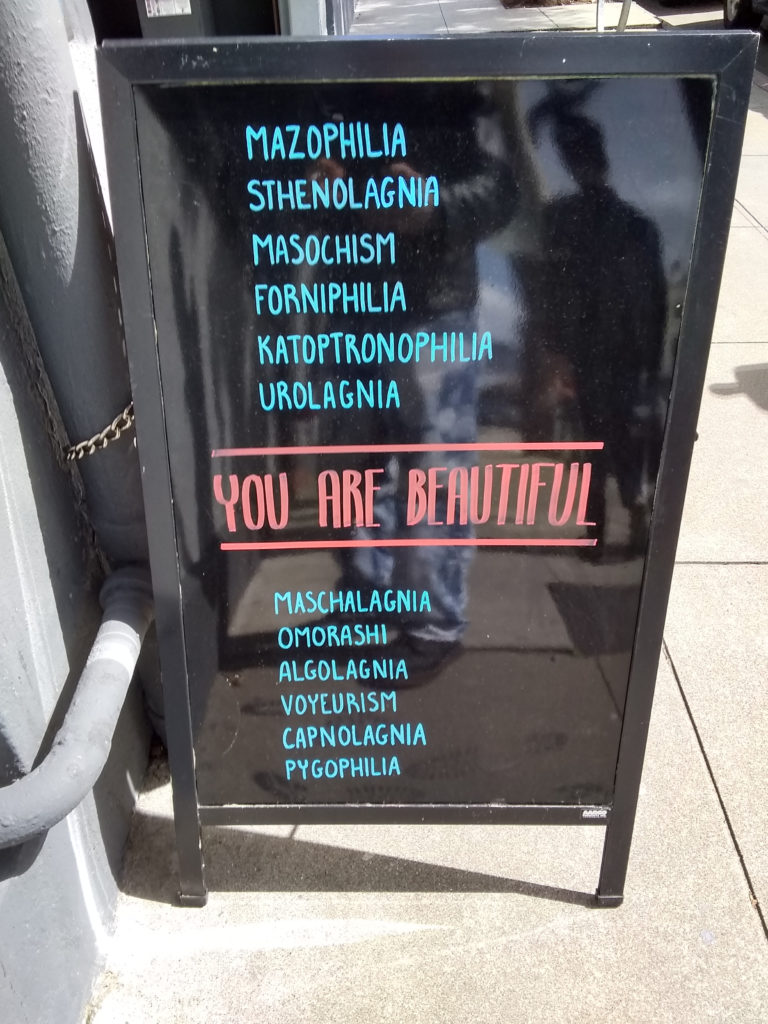 MAZOPHILIA
STHENOLAGNIA
MASOCHISM
FORNIPHILIA
KATOPTRONOPHILIA
UROLAGNIA
YOU ARE BEAUTIFUL
MASCHALAGNIA
OMORASHI
ALGOLAGNIA
VOYEURISM
CAPNOLAGNIA
PYGOPHILIA